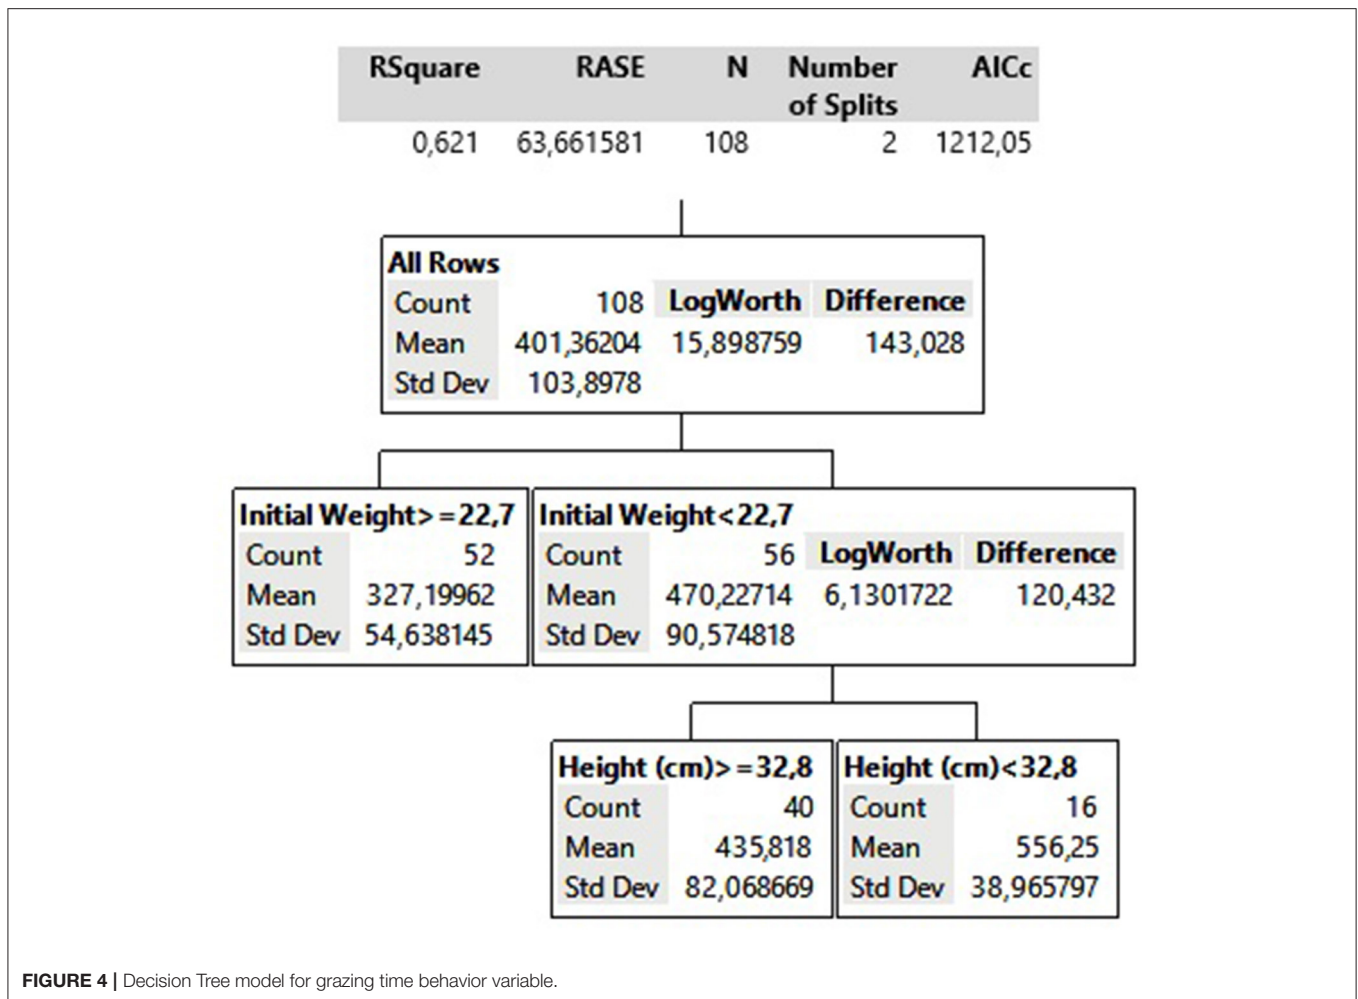 RSquare RASE N Number of Splits AICc
0,621 63,661581 108 2 1212,05
All Rows
Count 108 LogWorth Difference
Mean 401,36204 15,898759 143,028
Std Dev 103,8978
Initial Weight>=22,7
Count 52
Mean 327,19962
Std Dev 54,638145
Initial Weight<22,7
Count 56 LogWorth Difference
Mean 470,22714 6,1301722 120,432
Std Dev 90,574818
Height (cm)>=32,8
Count 40
Mean 435,818
Std Dev 82,068669
Height (cm)<32,8
Count 16
Mean 556,25
Std Dev 38,965797
FIGURE 4 | Decision Tree model for grazing time behavior variable.